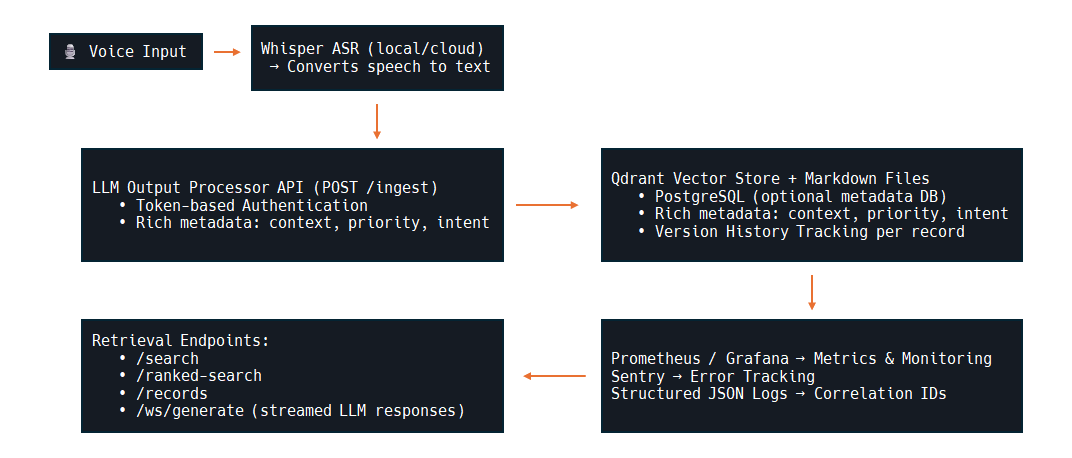 Voice Input
Whisper ASR (local/cloud)
→ Converts speech to text
LLM Output Processor API (POST /ingest)
• Token-based Authentication
• Rich metadata: context, priority, intent
Qdrant Vector Store + Markdown Files
• PostgreSQL (optional metadata DB)
• Rich metadata: context, priority, intent
• Version History Tracking per record
Retrieval Endpoints:
• /search
• /ranked-search
• /records
• /ws/generate (streamed LLM responses)
Prometheus / Grafana → Metrics & Monitoring
Sentry → Error Tracking
Structured JSON Logs → Correlation IDs